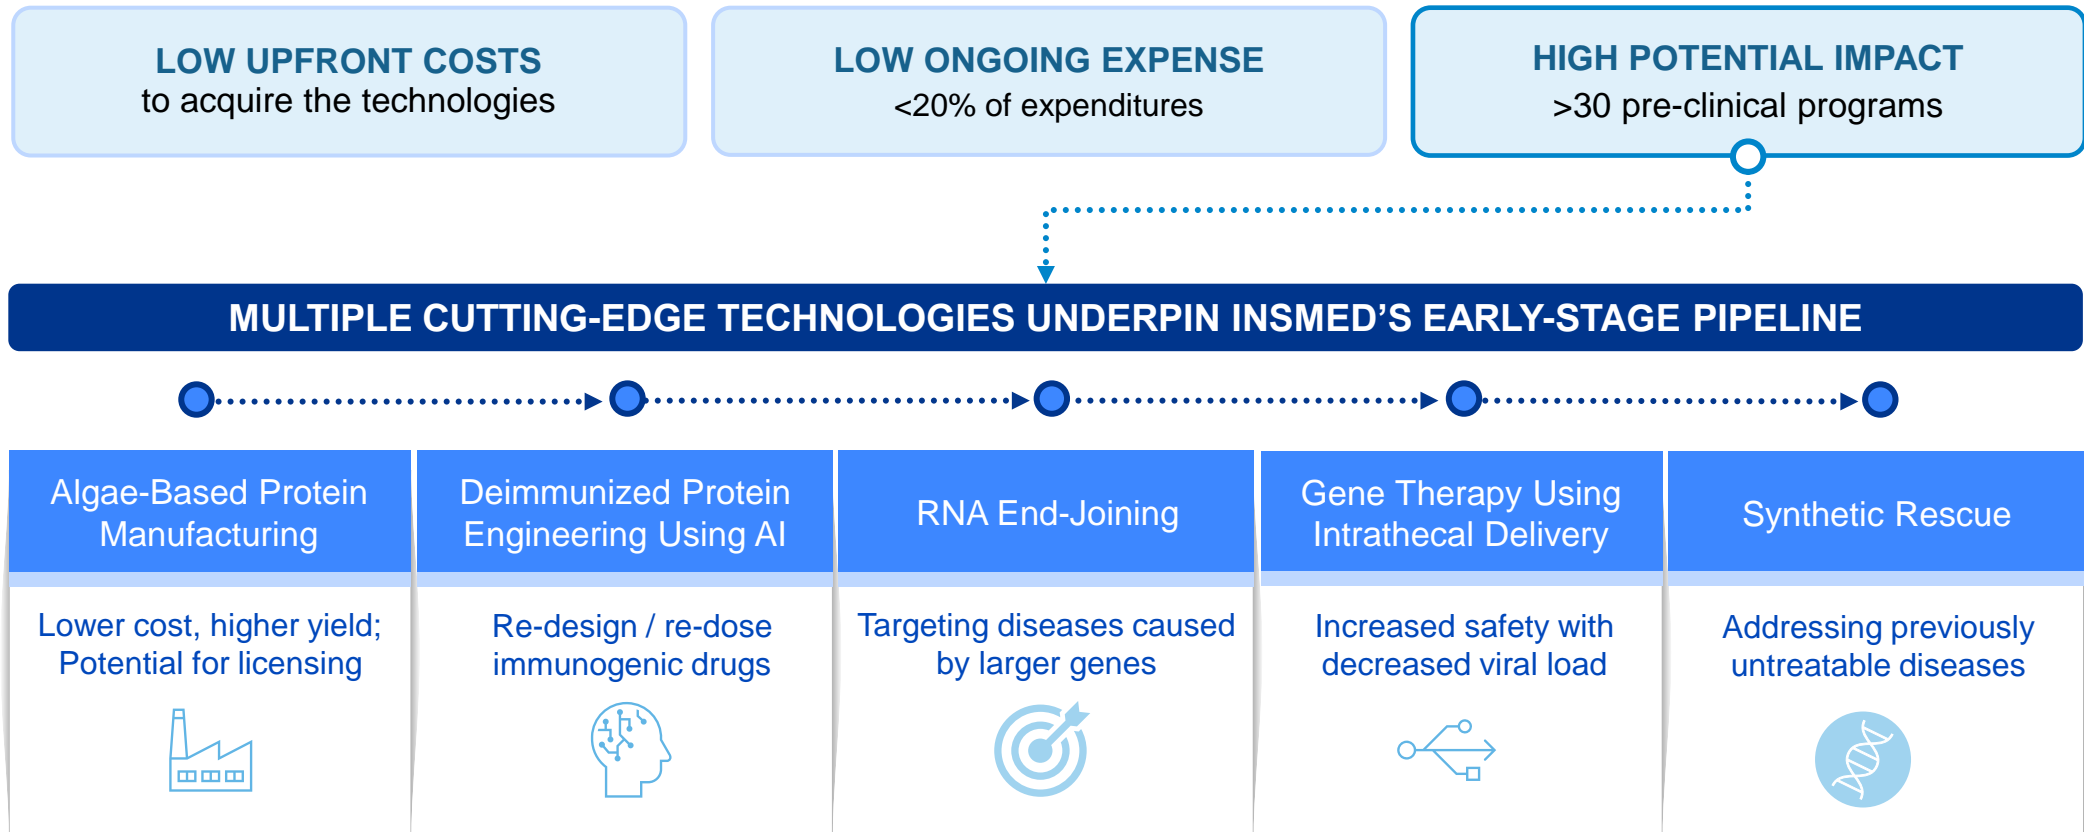 LOW UPFRONT COSTS
to acquire the technologies
LOW ONGOING EXPENSE
<20% of expenditures
HIGH POTENTIAL IMPACT
>30 pre-clinical programs
MULTIPLE CUTTING-EDGE TECHNOLOGIES UNDERPIN INSMED’S EARLY-STAGE PIPELINE
Algae-Based Protein
Manufacturing
Lower cost, higher yield;
Potential for licensing
Deimmunized Protein
Engineering Using AI
Re-design / re-dose
immunogenic drugs
RNA End-Joining
Targeting diseases caused
by larger genes
Gene Therapy Using
Intrathecal Delivery
Increased safety with
decreased viral load
Synthetic Rescue
Addressing previously
untreatable diseases